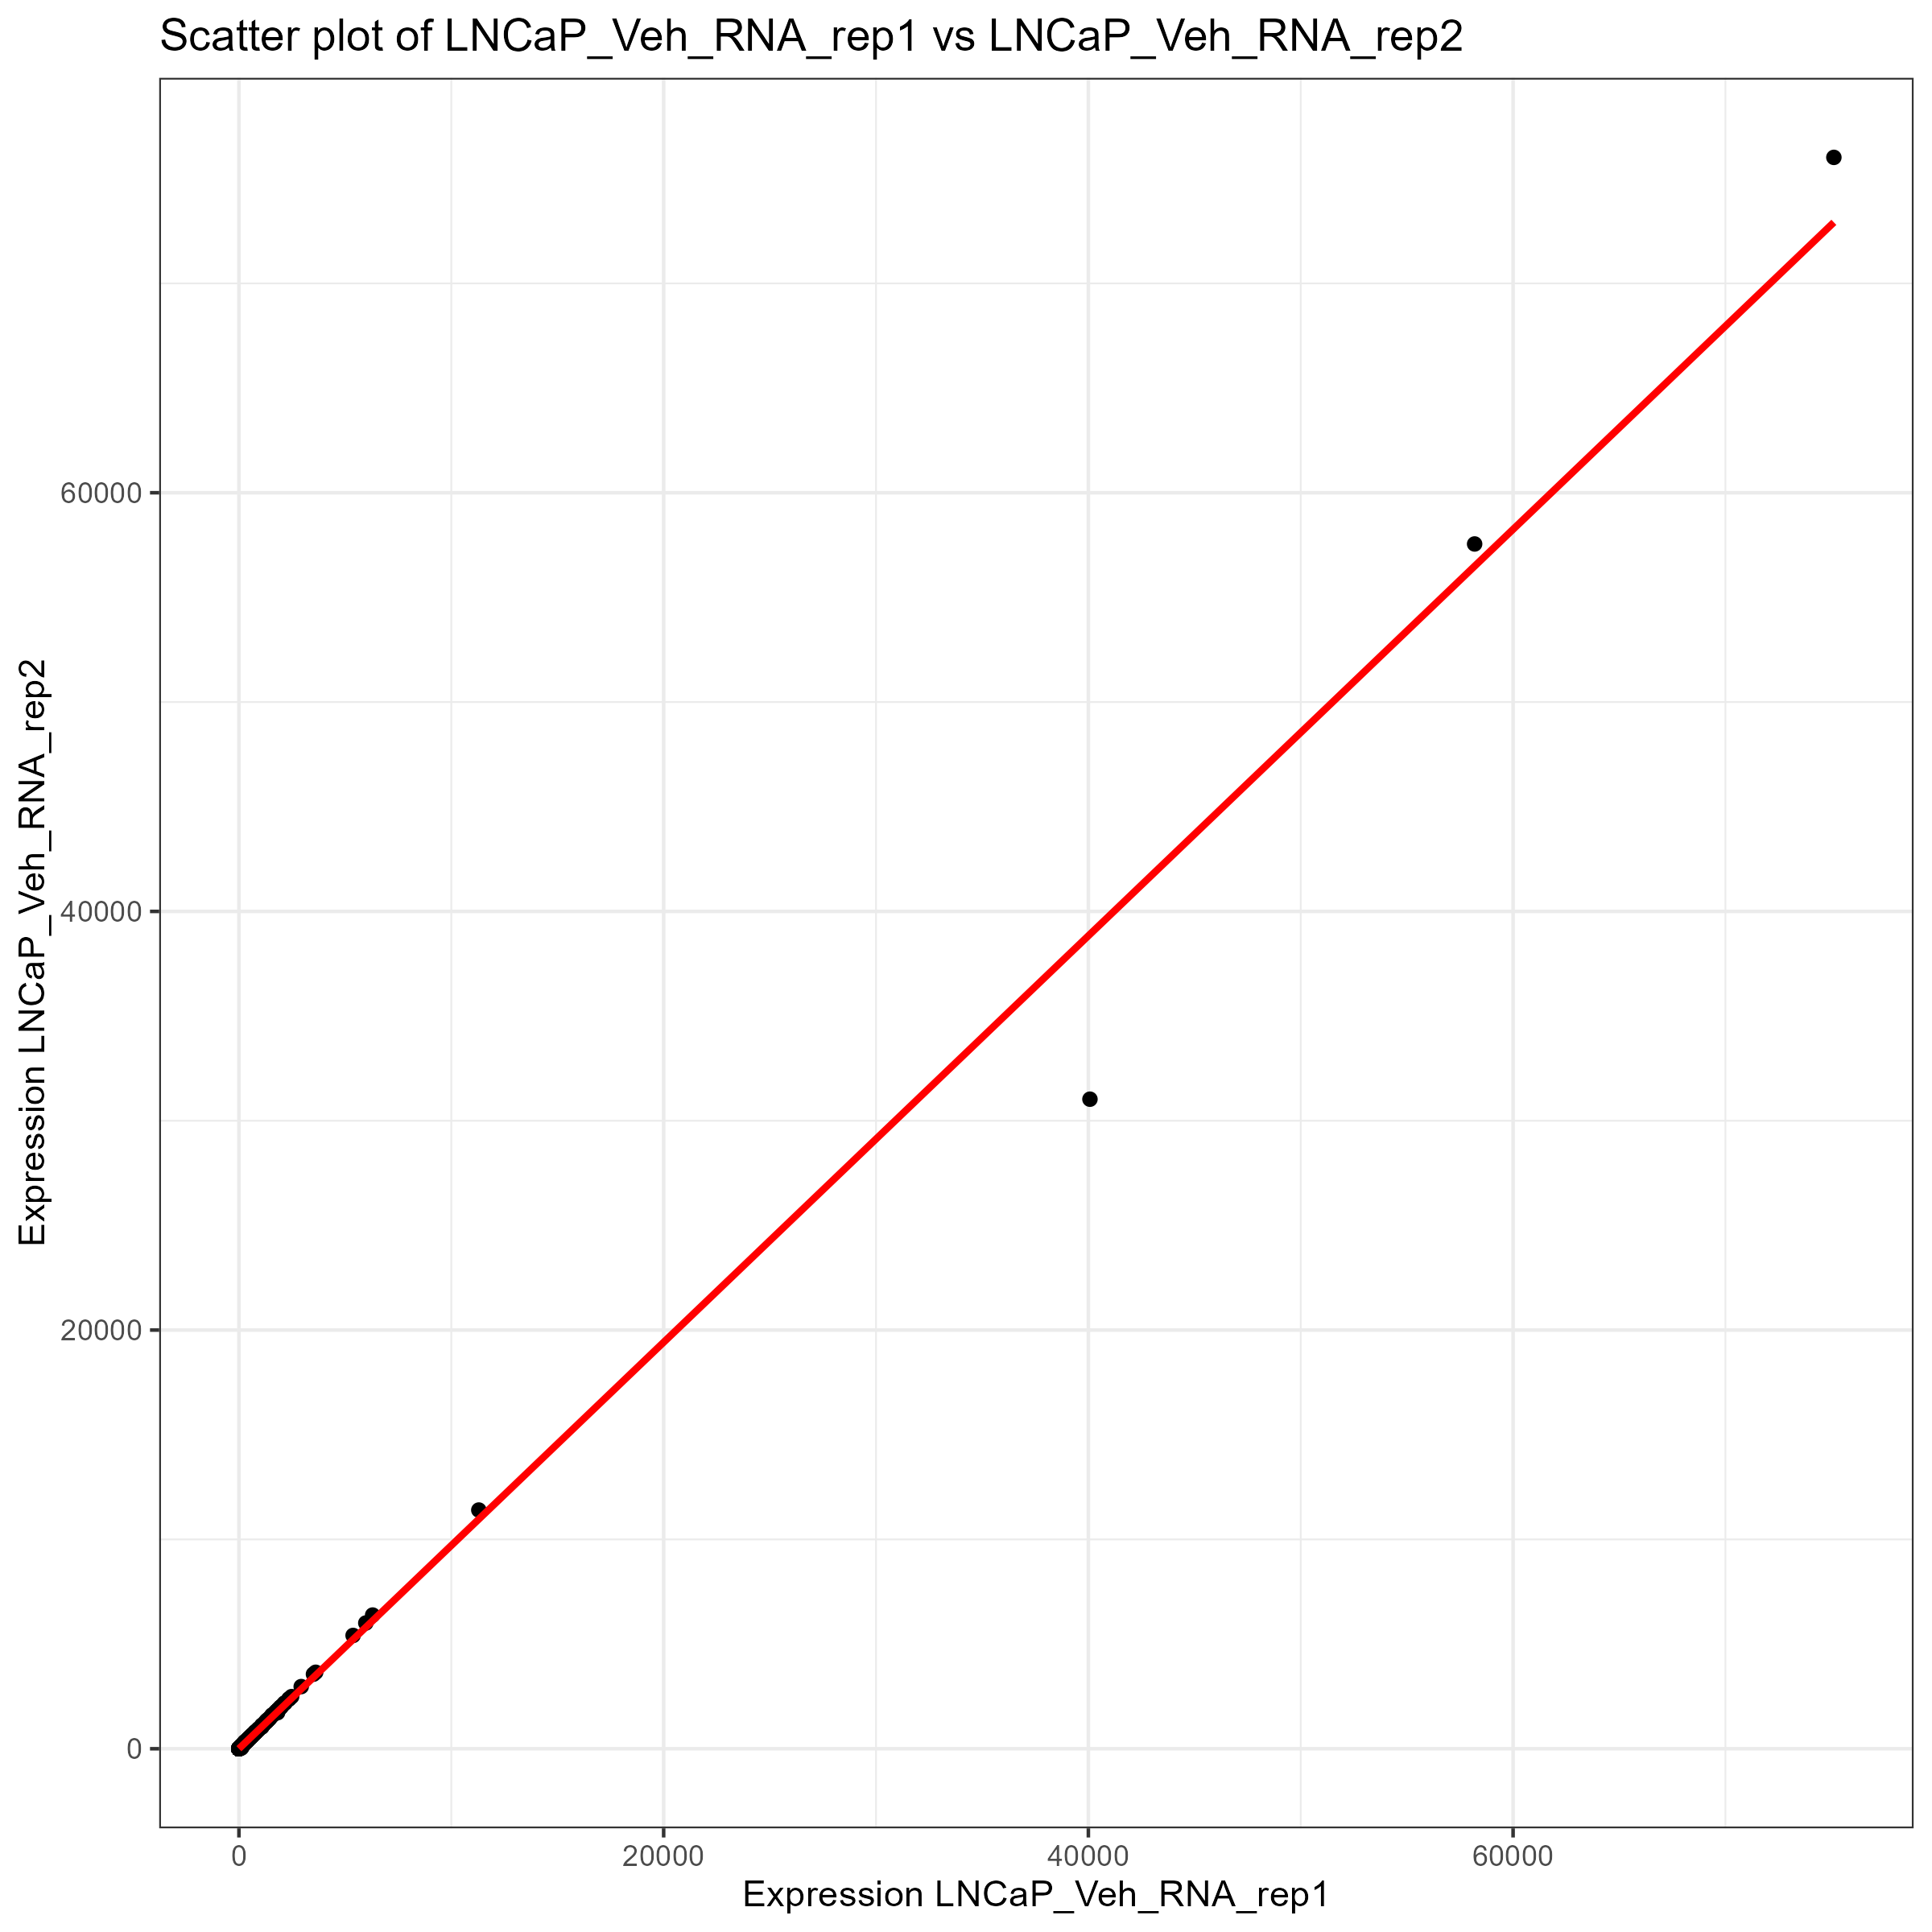 Scatter plot of LNCaP_Veh_RNA_rep1 vs LNCaP_Veh_RNA_rep2
Expression LNCaP_Veh_RNA_rep2
60000
40000
20000
0
0
20000
40000
60000
Expression LNCaP_Veh_RNA_rep1